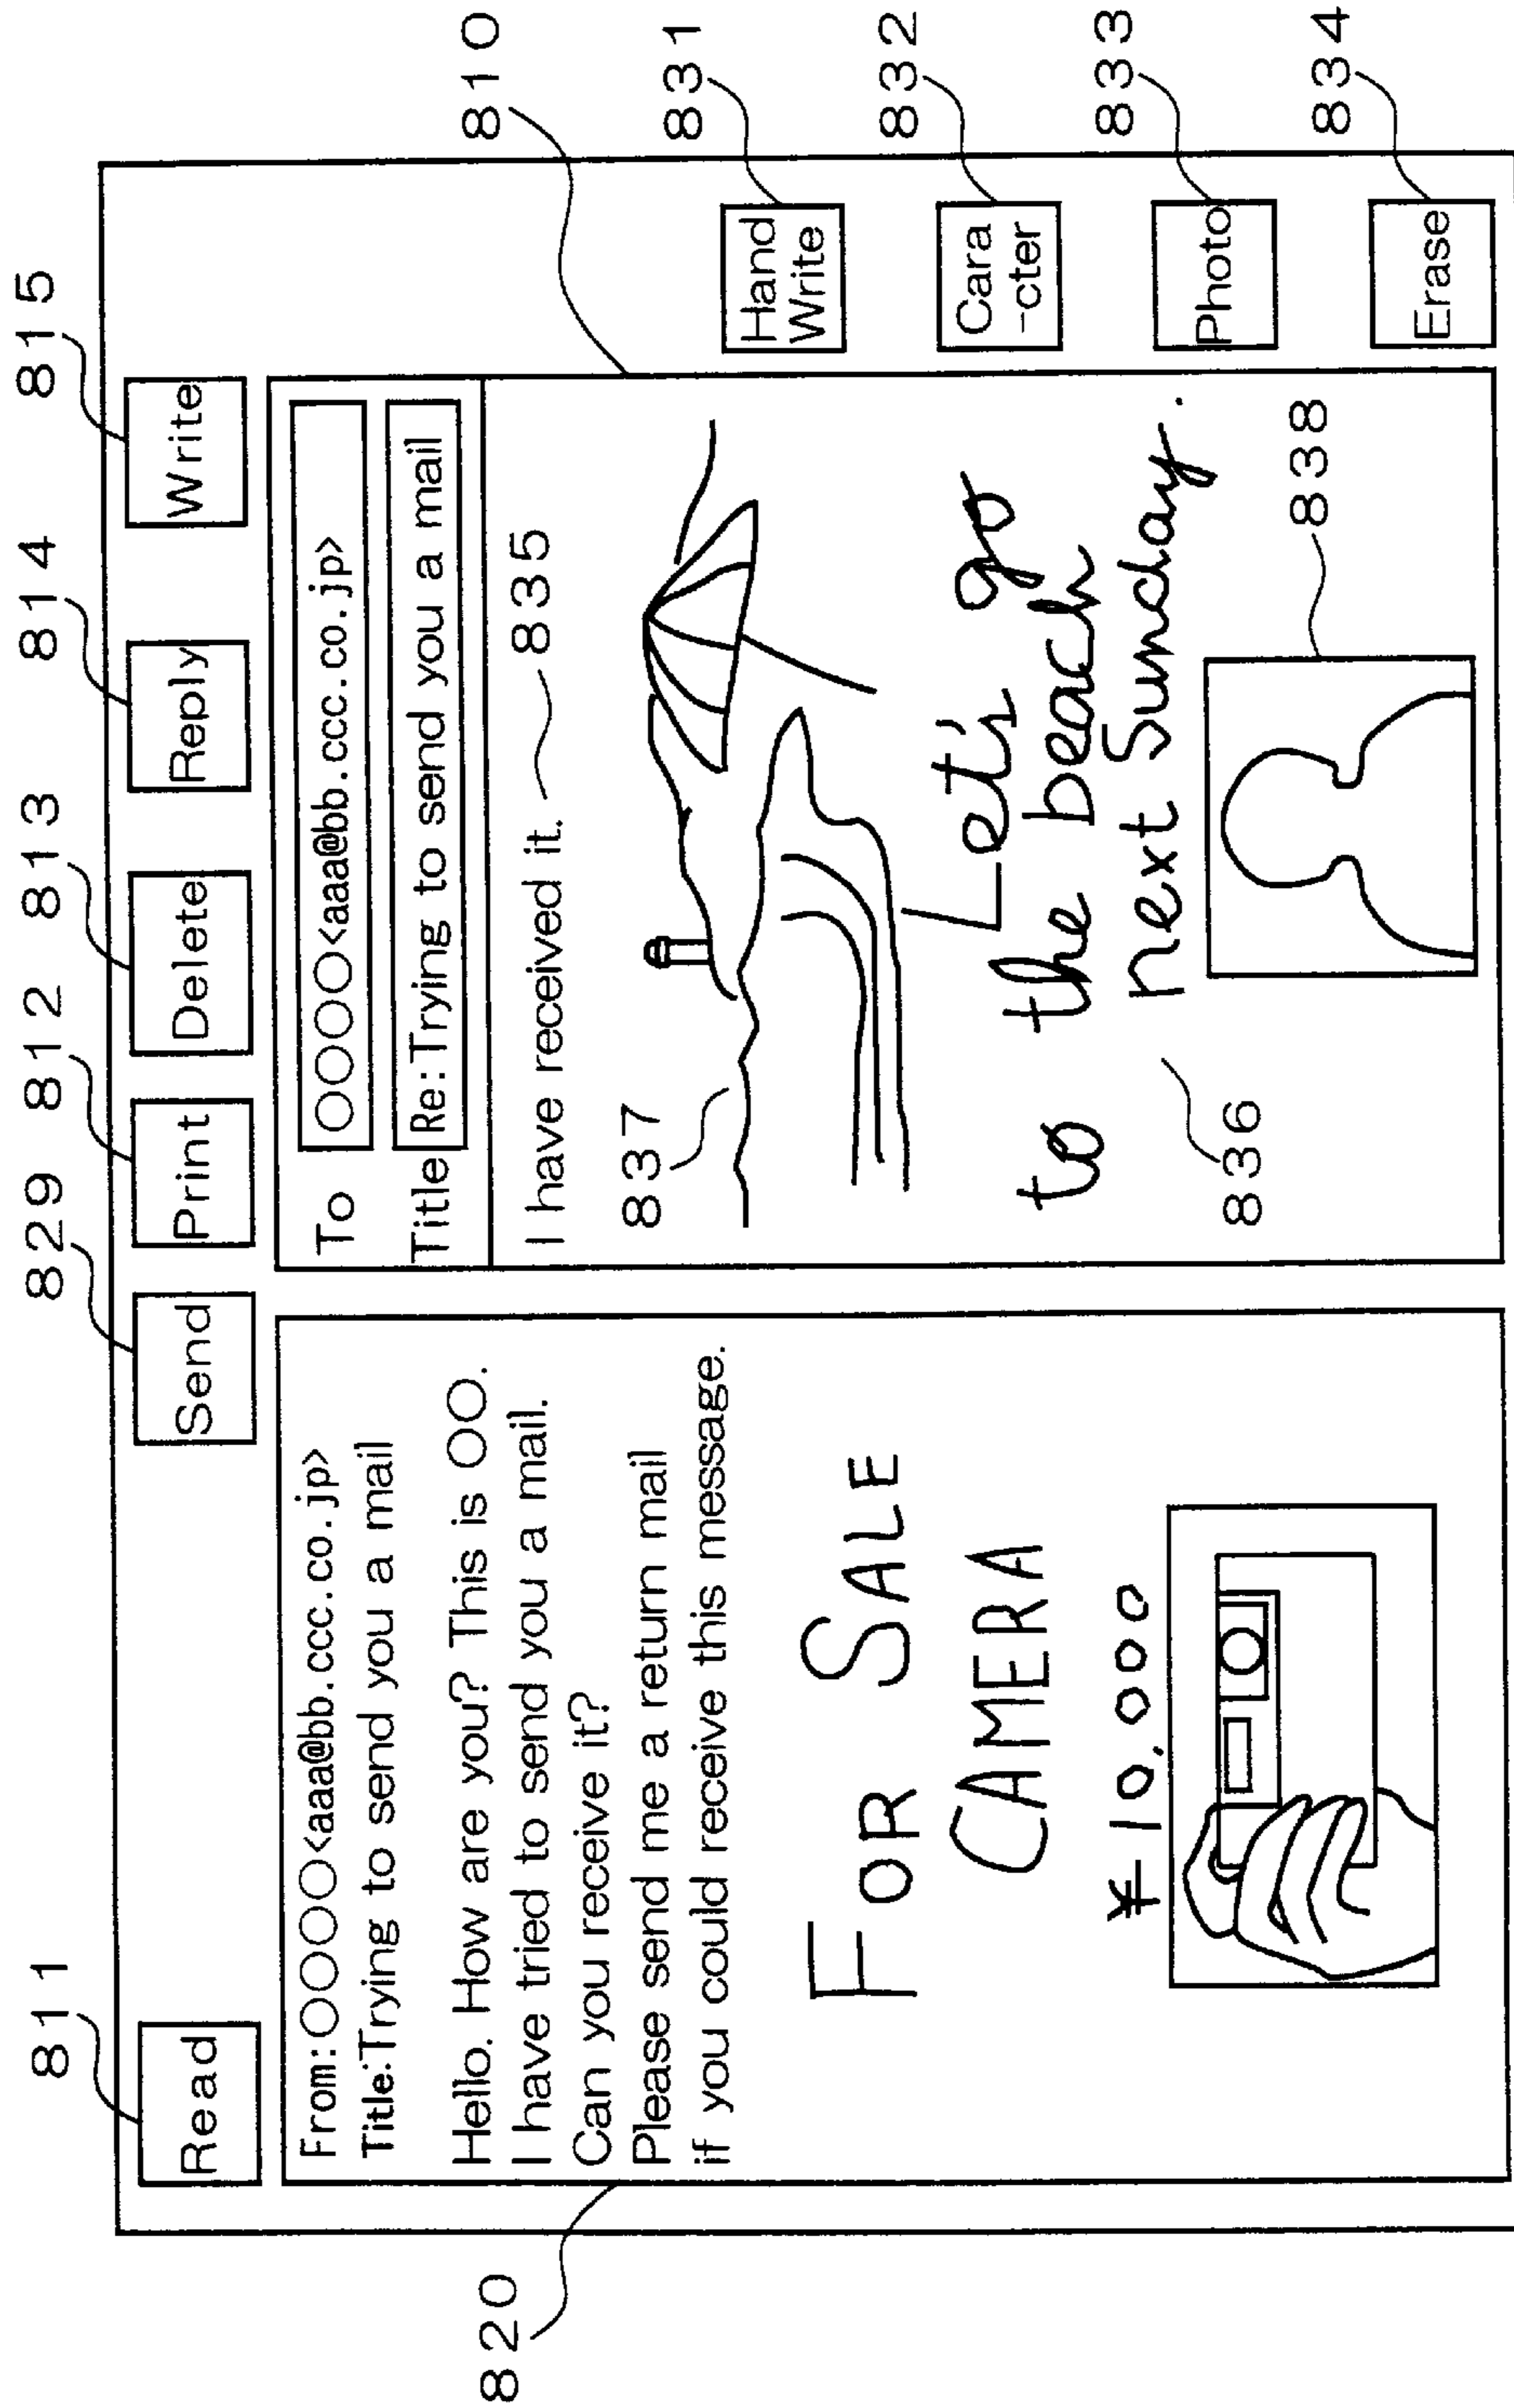 811
829
812
813
814
815
Read
Send
Print
Delete
Reply
Write
820
From:○○○○○<aaa@bb.ccc.co.jp>
Title:Trying to send you a mail
Hello. How are you? This is ○○.
I have tried to send you a mail.
Can you receive it?
Please send me a return mail
if you could receive this message.
FOR SALE
CAMERA
¥10,000
810
To ○○○○○<aaa@bb.ccc.co.jp>
Title Re:Trying to send you a mail
I have received it. 835
837
Let's go
to the beach
next Sunday.
836
838
831
Hand
Write
832
Cara
-cter
833
Photo
834
Erase